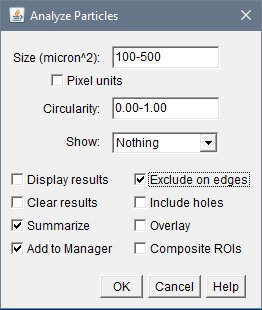 Analyze Particles
Size (micron^2): 100-500
Pixel units
Circularity: 0.00-1.00
Show: Nothing
Display results Exclude on edges
Clear results Include holes
Summarize Overlay
Add to Manager Composite ROIs
OK Cancel Help